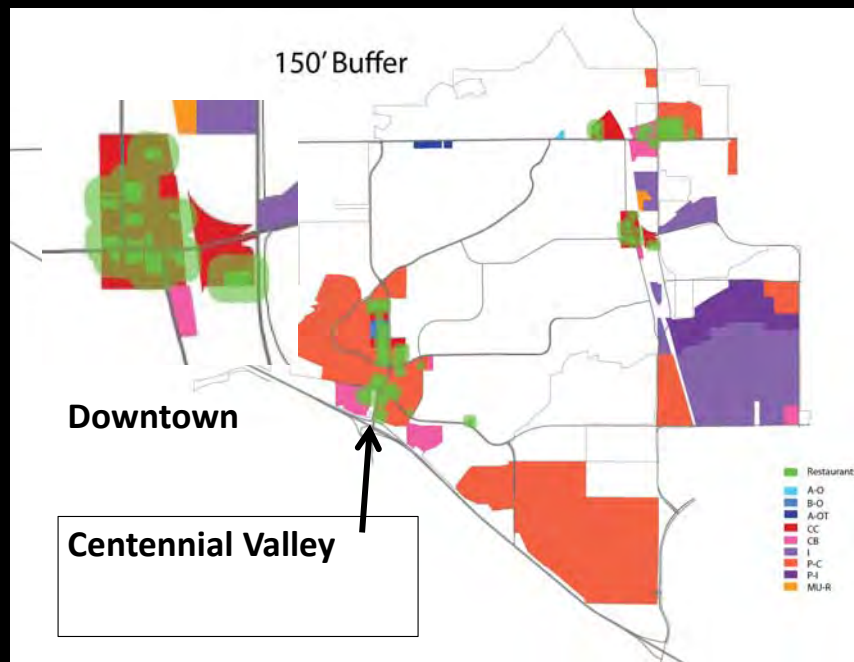 150' Buffer
Downtown
Centennial Valley
Restaurant
A-O
B-O
A-OT
CC
CB
I
P-C
P-I
MU-R